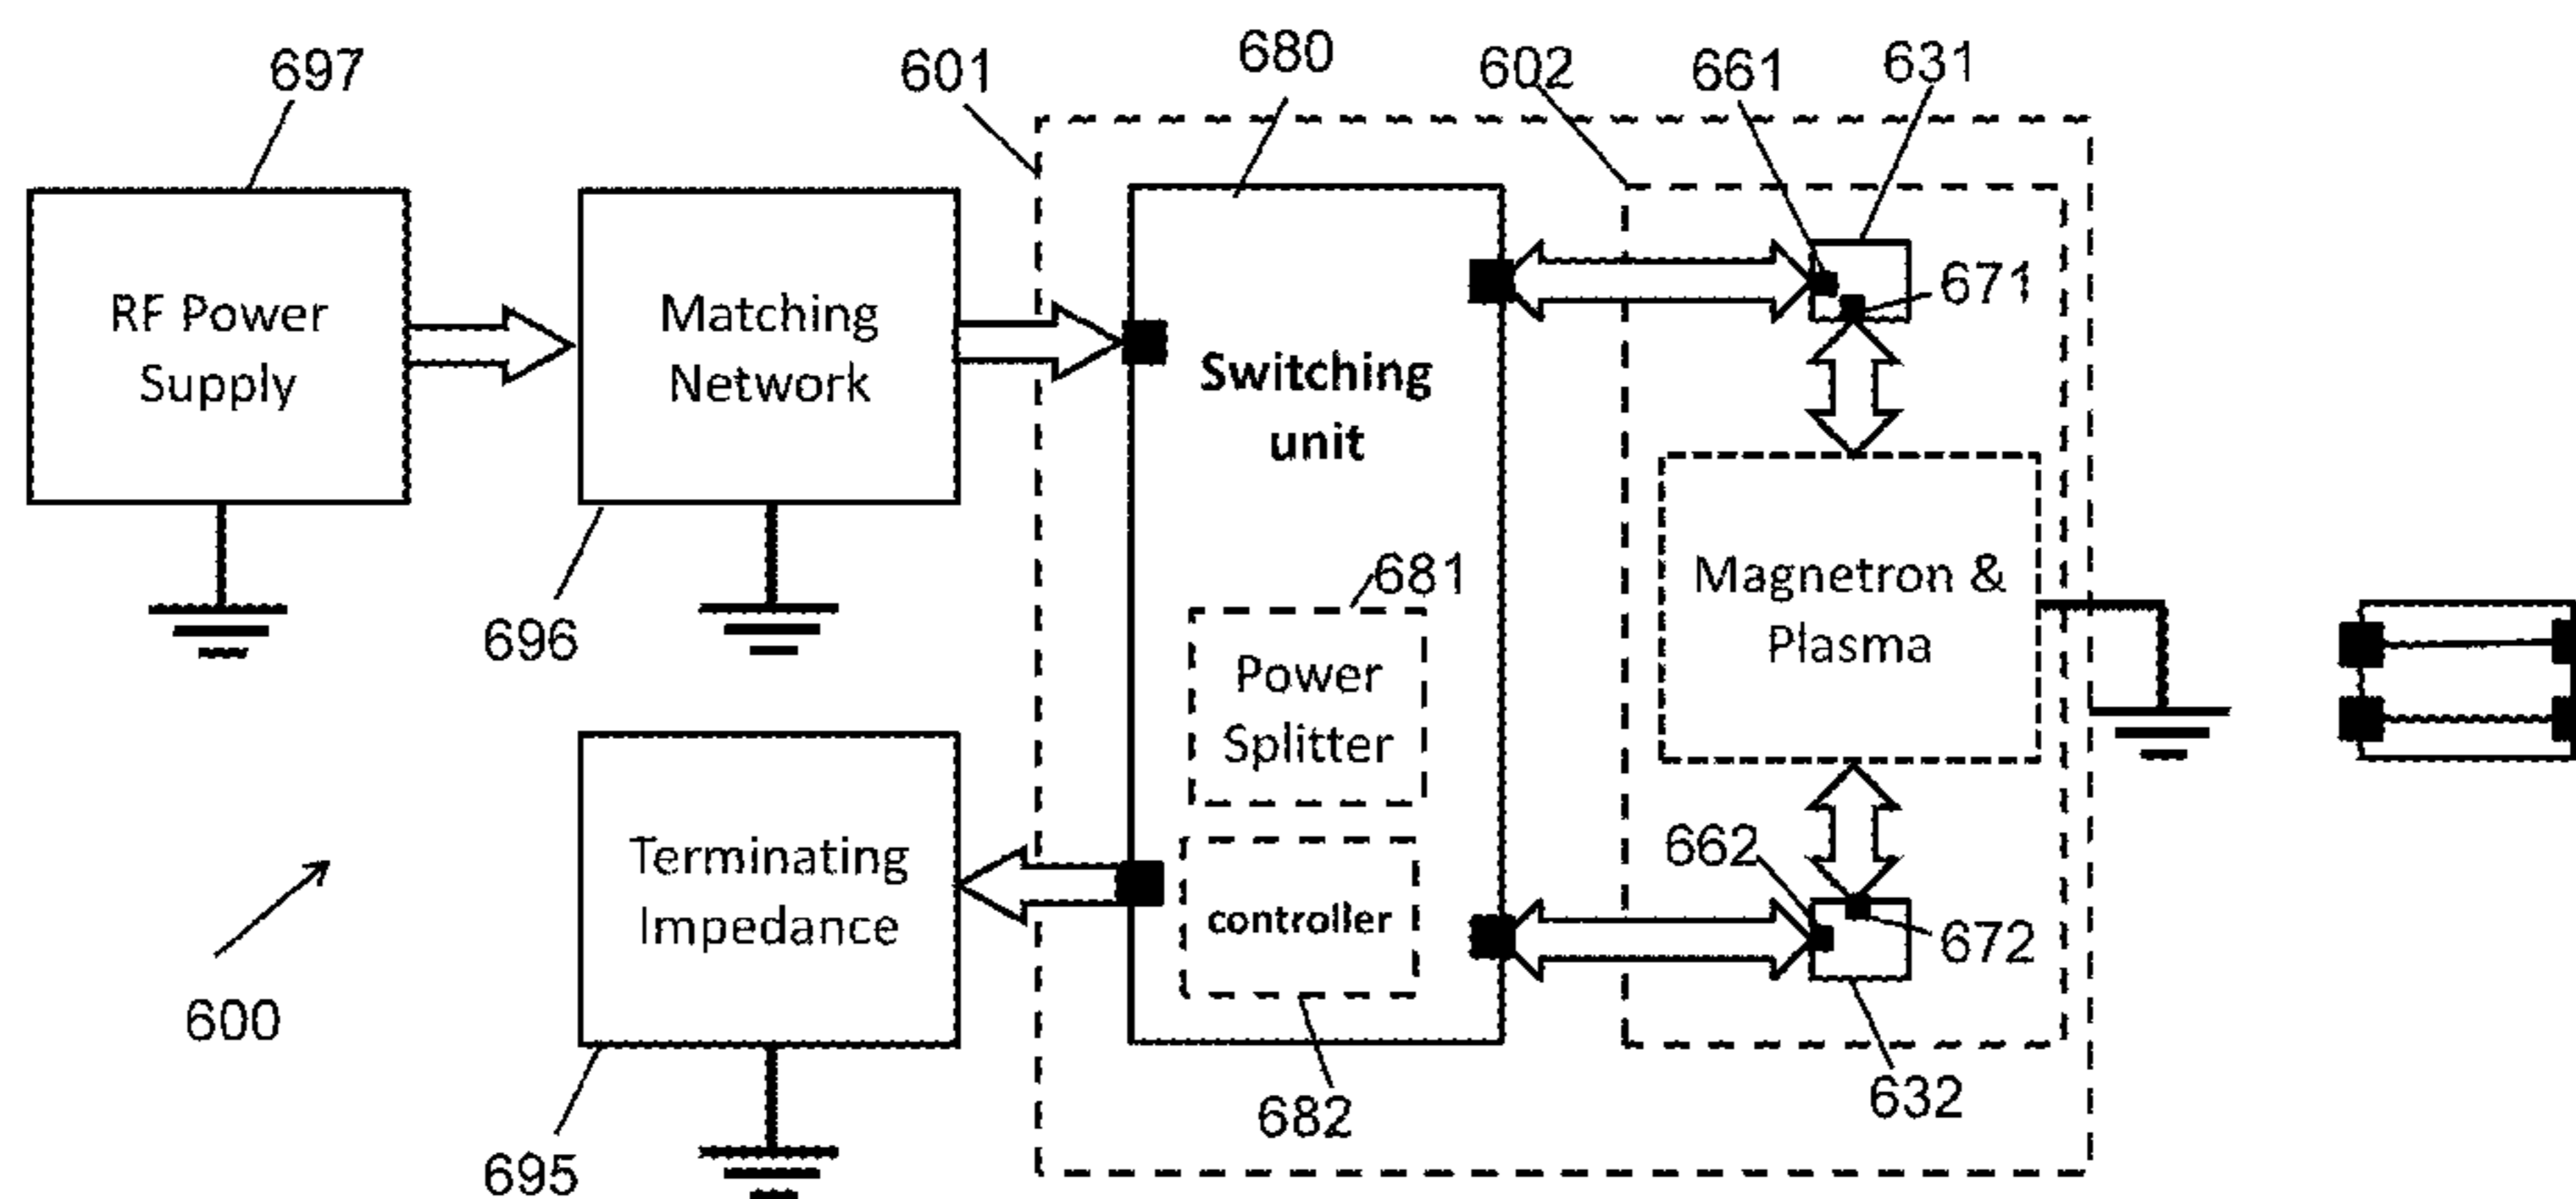 697
601
680
602
661
631
RF Power
Supply
Matching
Network
Switching
unit
671
Magnetron &
Plasma
696
681
Power
Splitter
Terminating
Impedance
controller
662
672
600
682
632
695